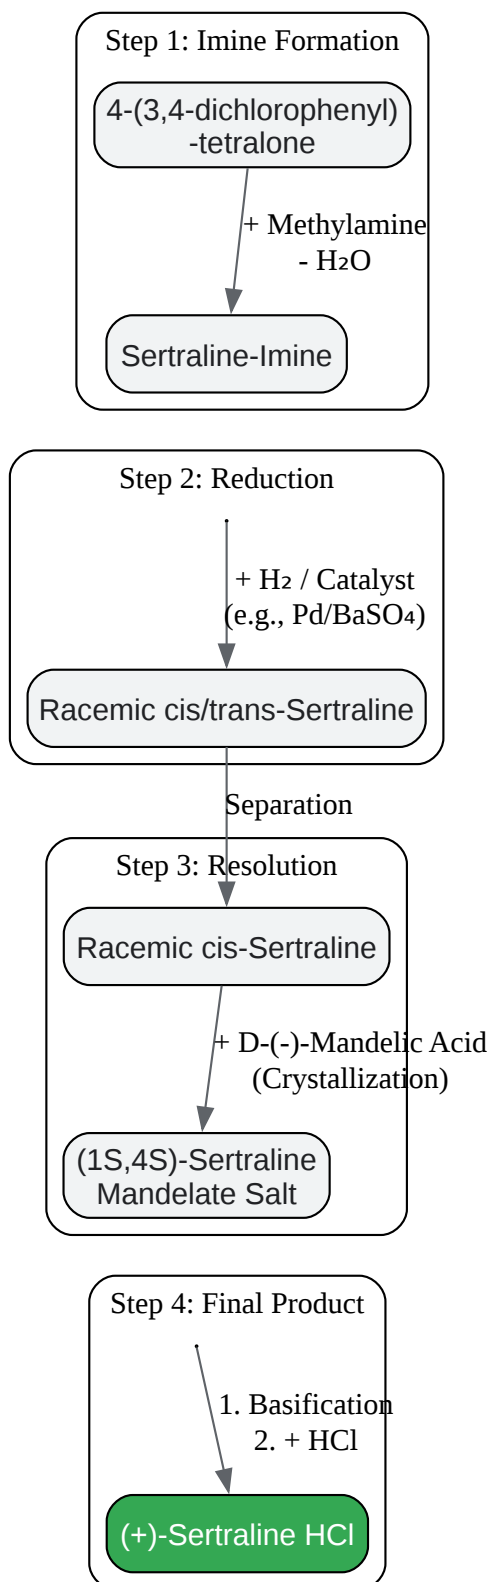 Step 1: Imine Formation
4-(3,4-dichlorophenyl)
-tetralone
+ Methylamine
- H₂O
Sertraline-Imine
Step 2: Reduction
+ H₂ / Catalyst
(e.g., Pd/BaSO₄)
Racemic cis/trans-Sertraline
Separation
Step 3: Resolution
Racemic cis-Sertraline
+ D-(-)-Mandelic Acid
(Crystallization)
(1S,4S)-Sertraline
Mandelate Salt
Step 4: Final Product
1. Basification
2. + HCl
(+)-Sertraline HCl